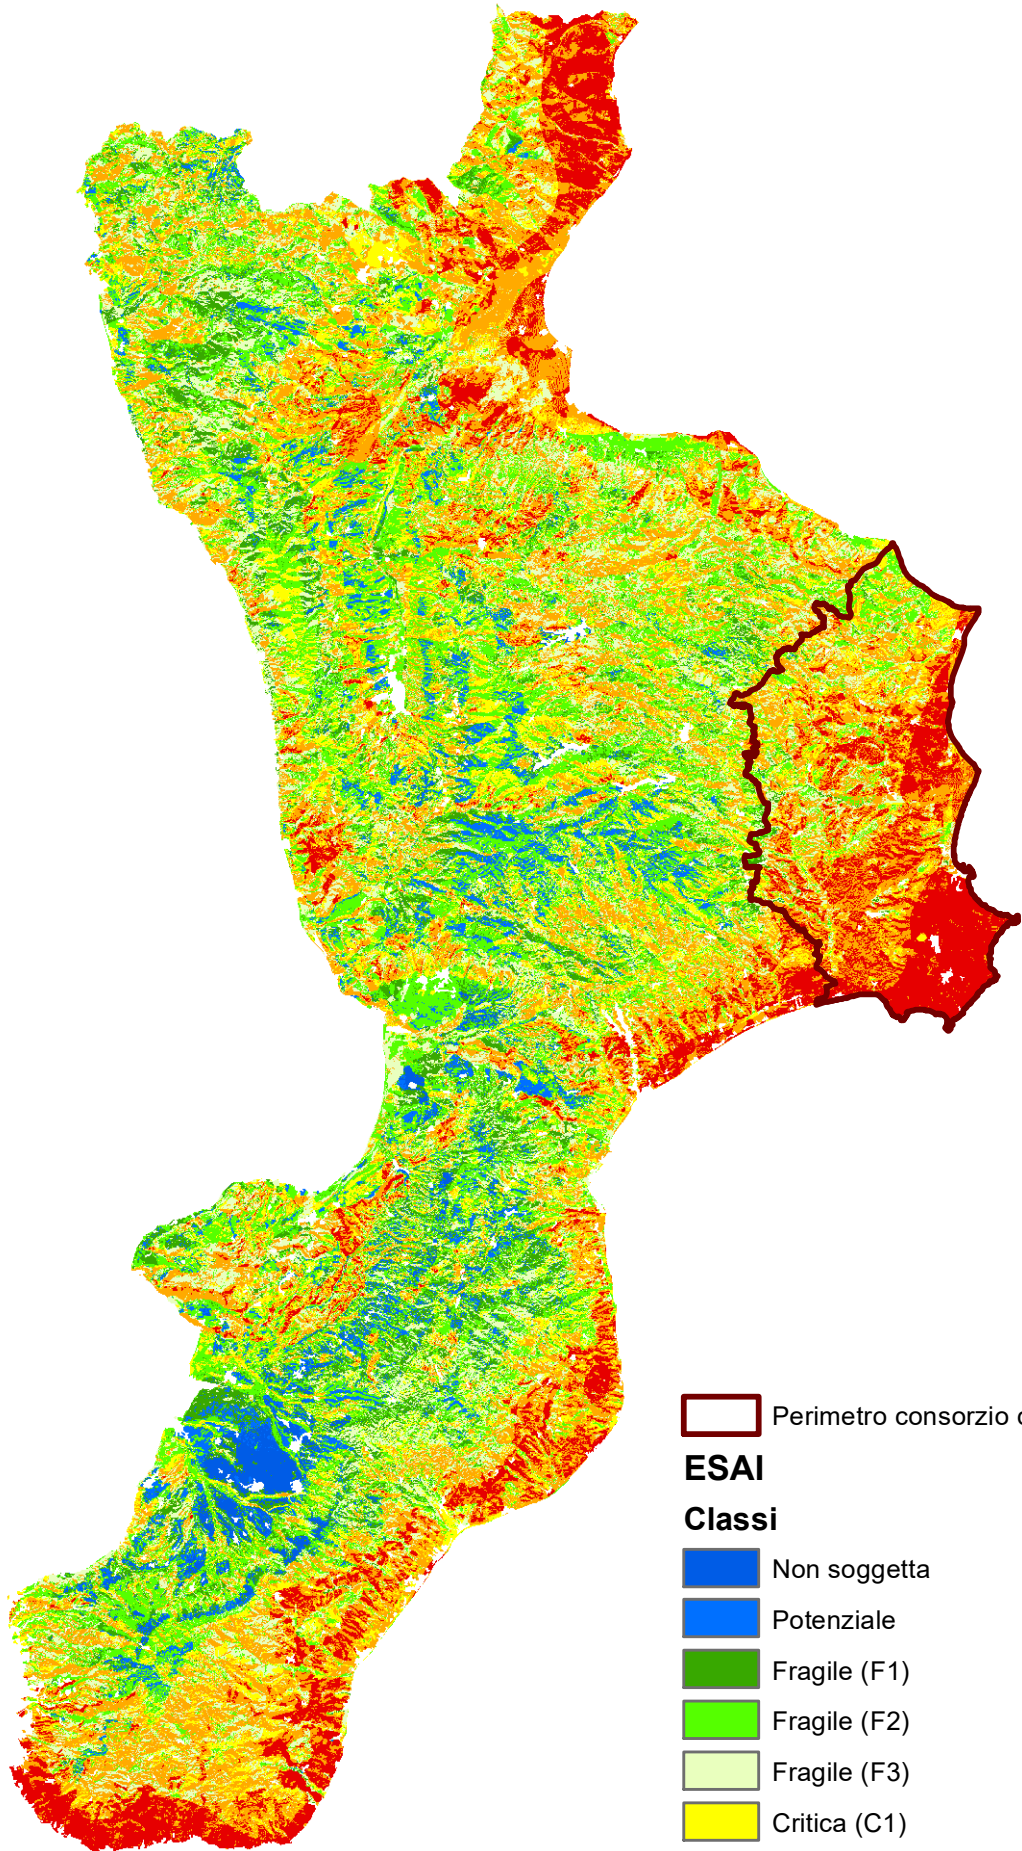 Perimetro consorzio
ESAI
Classi
Non soggetta
Potenziale
Fragile (F1)
Fragile (F2)
Fragile (F3)
Critica (C1)